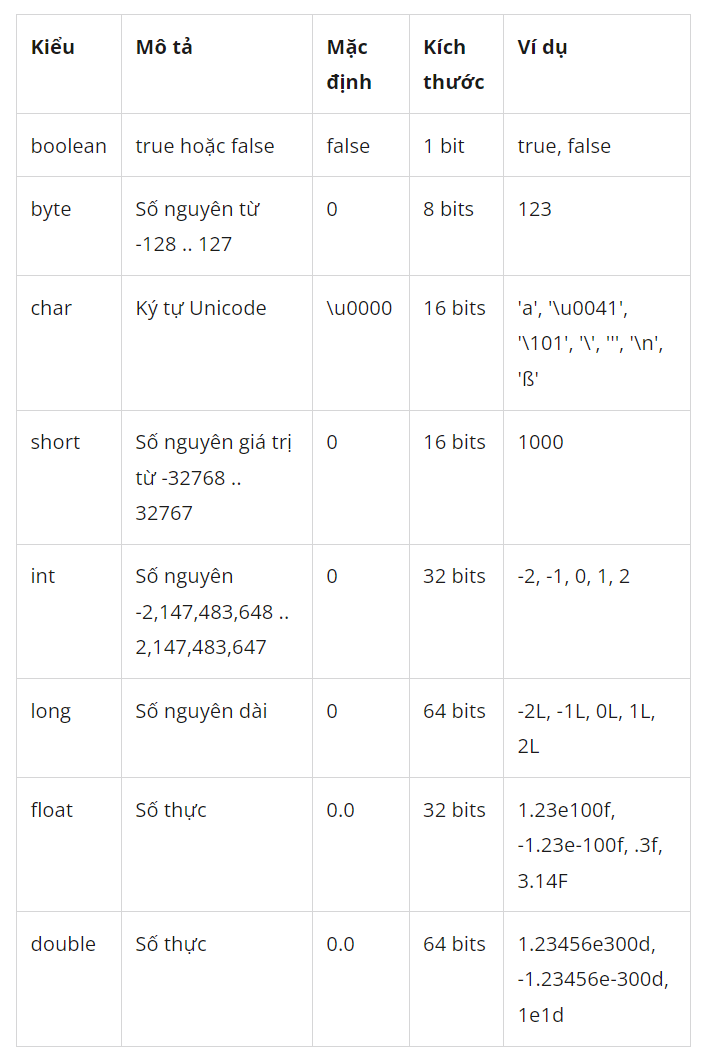 Kiểu Mô tả Mặc Kích Ví dụ
định thước
boolean true hoặc false false 1 bit true, false
byte Số nguyên từ 0 8 bits 123
-128 .. 127
char Ký tự Unicode \u0000 16 bits 'a', '\u0041',
'\101', '\', ''', '\n',
'ß'
short Số nguyên giá trị 0 16 bits 1000
từ -32768 ..
32767
int Số nguyên 0 32 bits -2, -1, 0, 1, 2
-2,147,483,648 ..
2,147,483,647
long Số nguyên dài 0 64 bits -2L, -1L, 0L, 1L,
2L
float Số thực 0.0 32 bits 1.23e100f,
-1.23e-100f, .3f,
3.14F
double Số thực 0.0 64 bits 1.23456e300d,
-1.23456e-300d,
1e1d